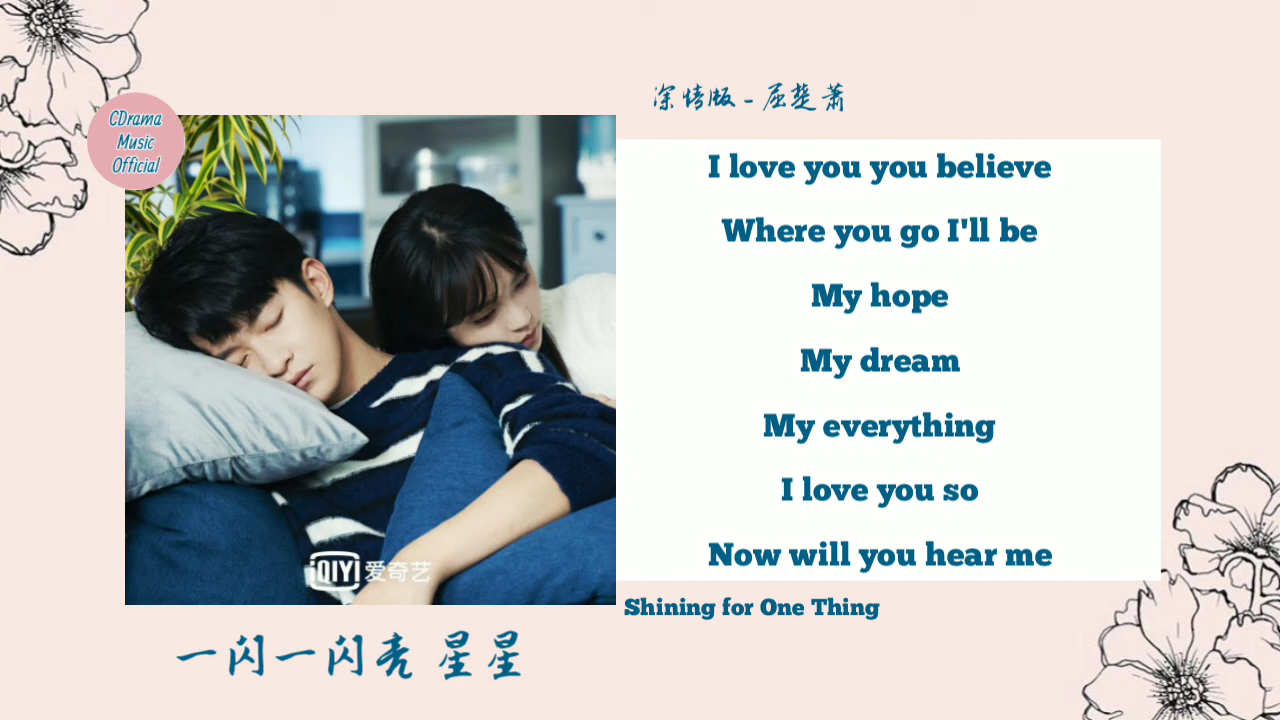 CDrama
Music
Official
深情版 - 屈楚萧
I love you you believe
Where you go I'll be
My hope
My dream
My everything
I love you so
Now will you hear me
iQIYI 爱奇艺
Shining for One Thing
一闪一闪亮 星星